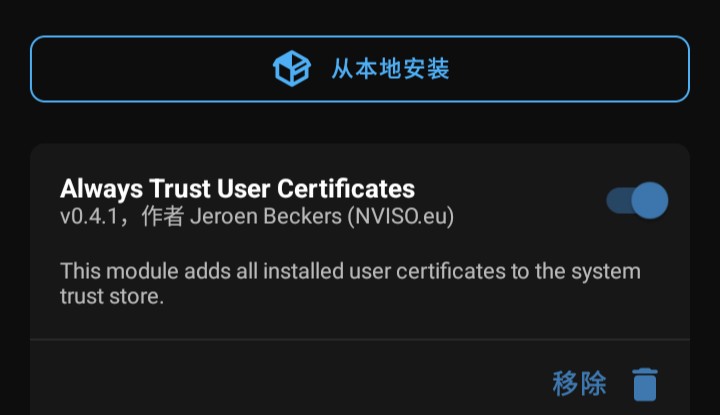 从本地安装
Always Trust User Certificates
v0.4.1，作者 Jeroen Beckers (NVISO.eu)
This module adds all installed user certificates to the system
trust store.
移除